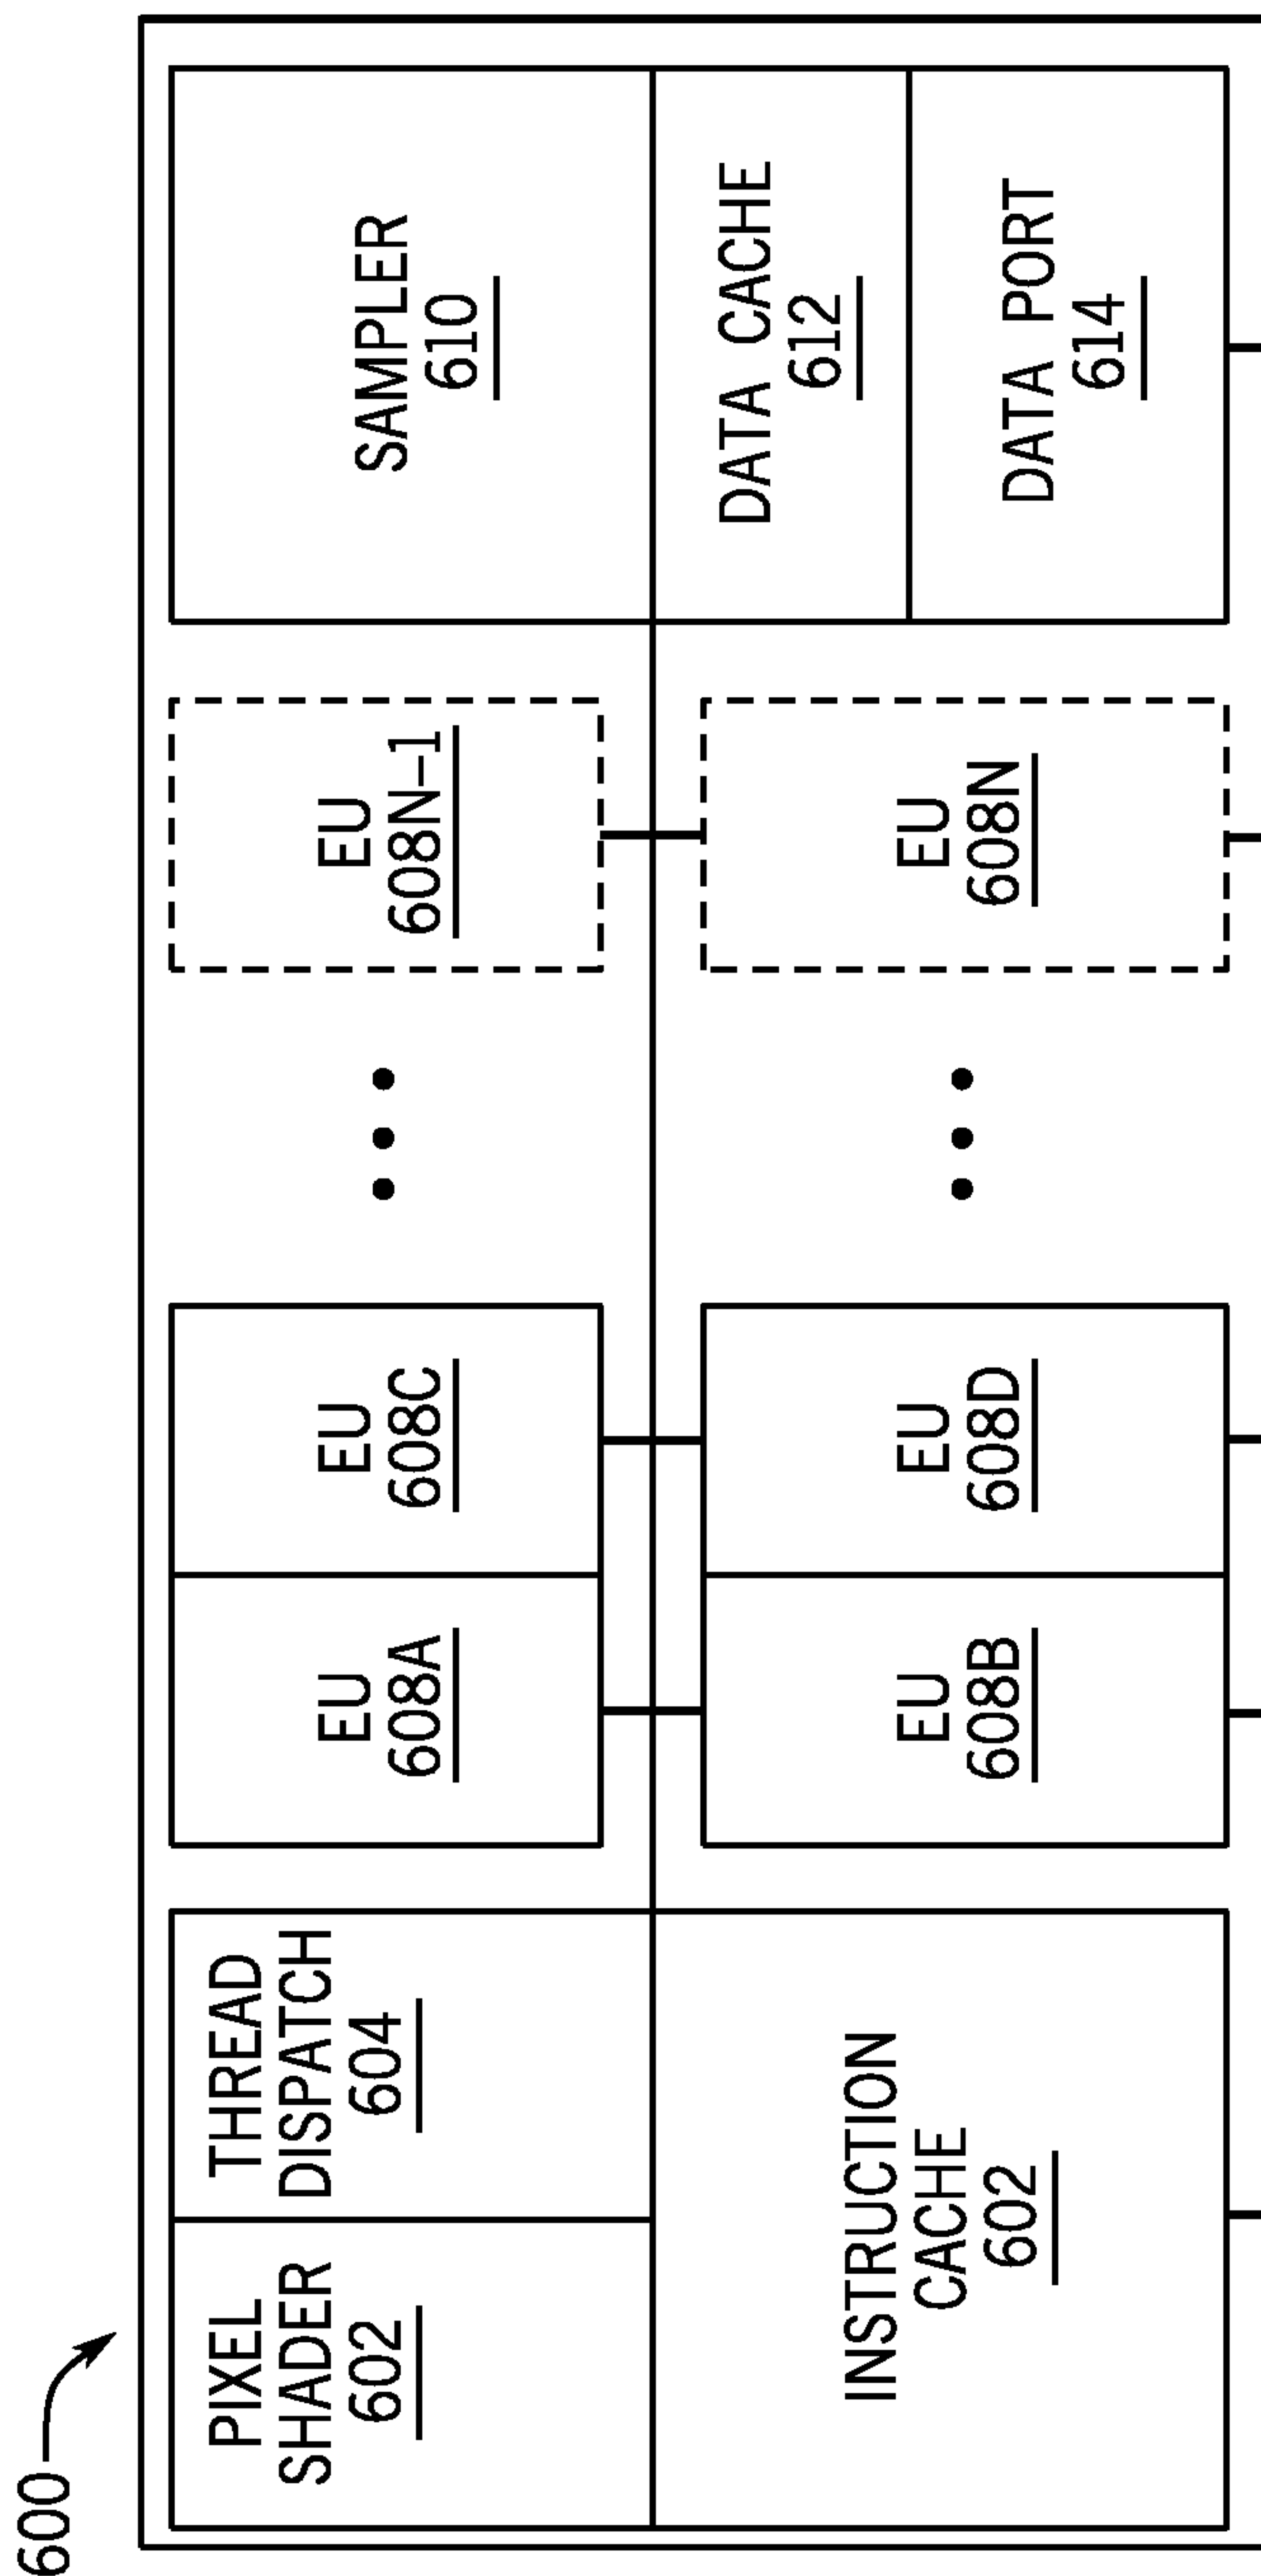 600
PIXEL
SHADER
602
THREAD
DISPATCH
604
EU
608A
EU
608C
EU
608N–1
SAMPLER
610
INSTRUCTION
CACHE
602
EU
608B
EU
608D
EU
608N
DATA CACHE
612
DATA PORT
614